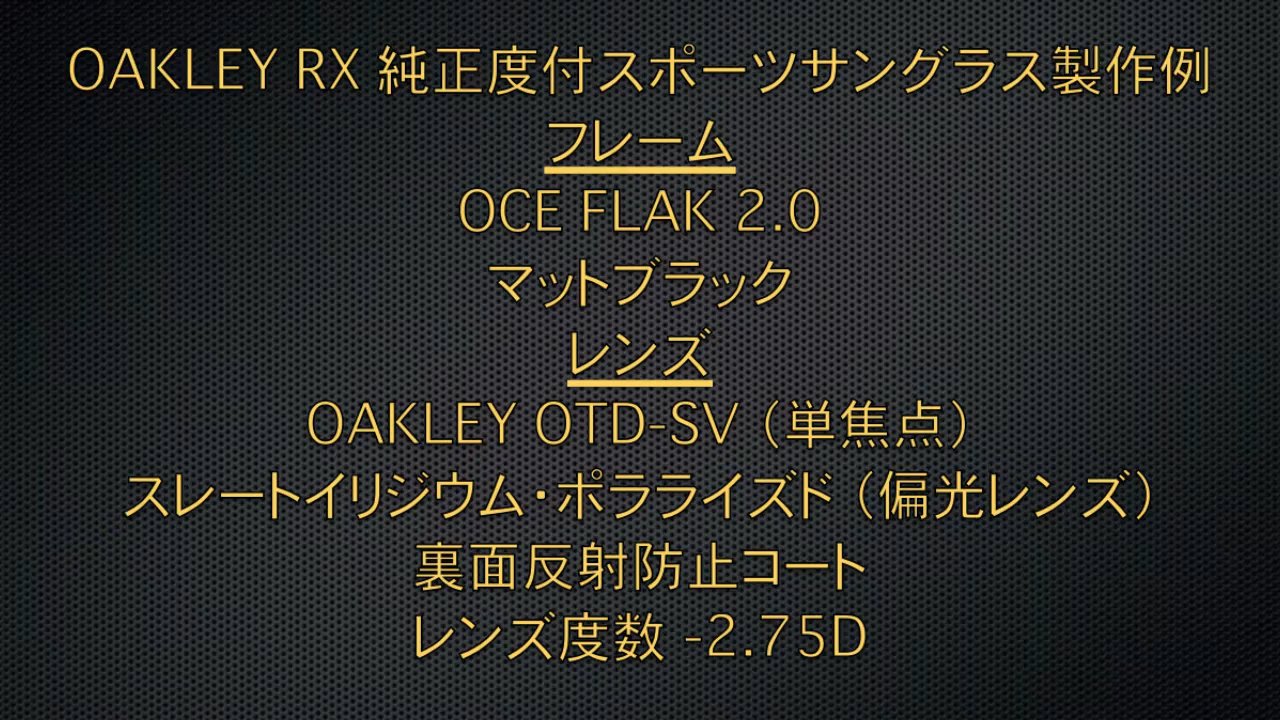 OAKLEY RX 純正度付スポーツサングラス製作例
フレーム
OCE FLAK 2.0
マットブラック
レンズ
OAKLEY OTD-SV（単焦点）
スレートイリジウム・ポラライズド（偏光レンズ）
裏面反射防止コート
レンズ度数 -2.75D